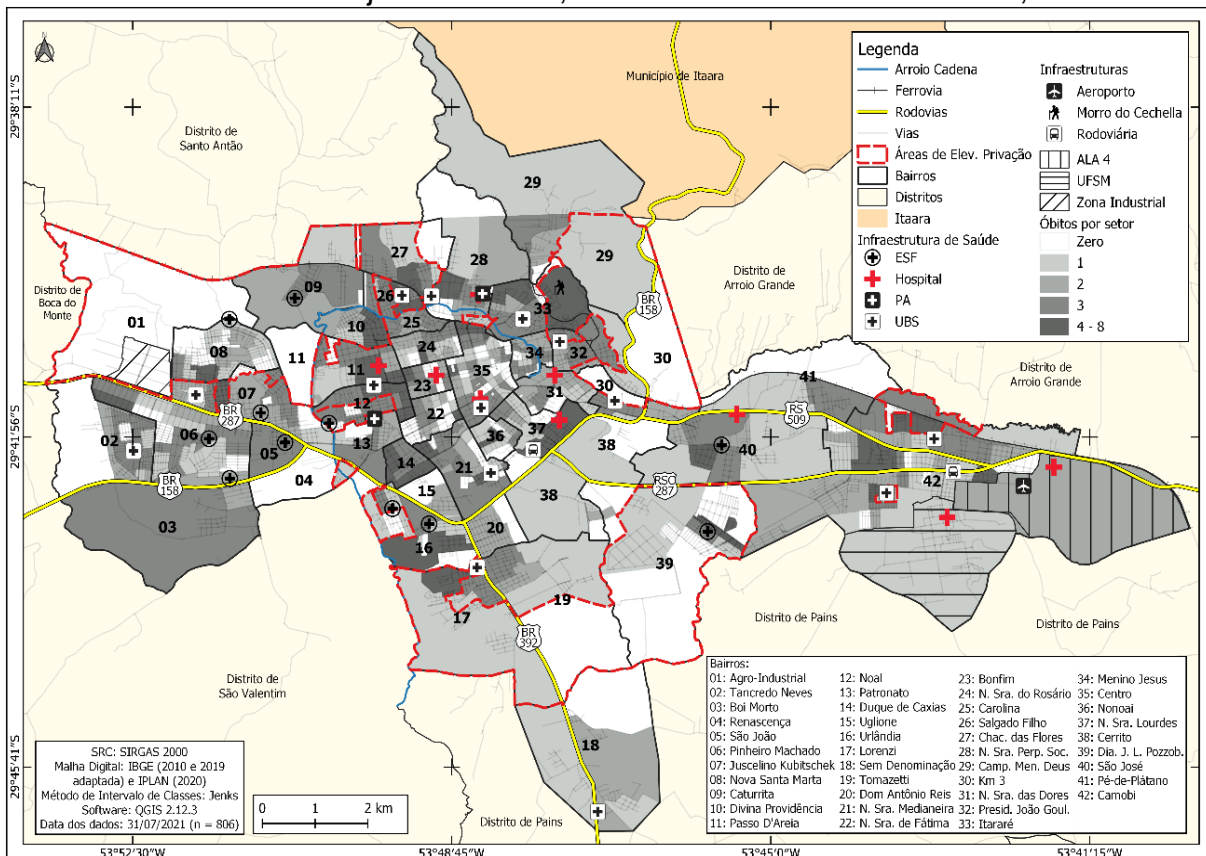 29°38'11"S
29°41'56"S
29°45'41"S
Município de Itaara
Distrito de
Santo Antão
Distrito de
Boca do
Monte
Distrito de
Arroio Grande
Distrito de
Arroio Grande
Distrito de Pains
Distrito de Pains
Distrito de
São Valentim
Distrito de Pains
Legenda
Arroio Cadena
Ferrovia
Rodovias
Vias
Áreas de Elev. Privação
Bairros
Distritos
Itaara
Infraestrutura de Saúde
ESF
Hospital
PA
UBS
Infraestruturas
Aeroporto
Morro do Cechella
Rodoviária
ALA 4
UFSM
Zona Industrial
Óbitos por setor
Zero
1
2
3
4 - 8
29
27
28
29
09
26
33
01
10
25
08
11
24
34
32
11
35
30
07
23
31
30
41
12
22
02
06
13
36
37
38
05
40
14
21
04
15
42
38
03
20
16
39
19
17
18
BR
158
BR
287
BR
158
RS
509
RSC
287
BR
392
Bairros:
01: Agro-Industrial
02: Tancredo Neves
03: Boi Morto
04: Renascença
05: São João
06: Pinheiro Machado
07: Juscelino Kubitschek
08: Nova Santa Marta
09: Caturrita
10: Divina Providência
11: Passo D'Areia
12: Noal
13: Patronato
14: Duque de Caxias
15: Uglione
16: Urlândia
17: Lorenzi
18: Sem Denominação
19: Tomazetti
20: Dom Antônio Reis
21: N. Sra. Medianeira
22: N. Sra. de Fátima
23: Bonfim
24: N. Sra. do Rosário
25: Carolina
26: Salgado Filho
27: Chac. das Flores
28: N. Sra. Perp. Soc.
29: Camp. Men. Deus
30: Km 3
31: N. Sra. das Dores
32: Presid. João Goul.
33: Itararé
34: Menino Jesus
35: Centro
36: Nonoai
37: N. Sra. Lourdes
38: Cerrito
39: Dia. J. L. Pozzob.
40: São José
41: Pé-de-Plátano
42: Camobi
SRC: SIRGAS 2000
Malha Digital: IBGE (2010 e 2019
adaptada) e IPLAN (2020)
Método de Intervalo de Classes: Jenks
Software: QGIS 2.12.3
Data dos dados: 31/07/2021 (n = 806)
0 1 2 km
53°52'30"W
53°48'45"W
53°45'0"W
53°41'15"W